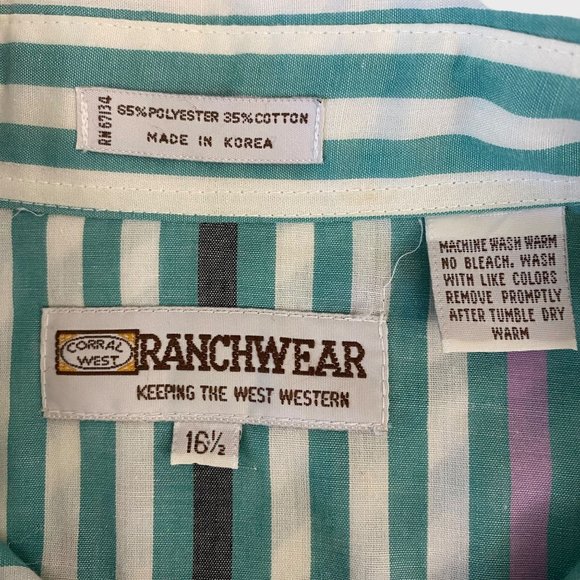 RN 67134
65% POLYESTER 35% COTTON
MADE IN KOREA
MACHINE WASH WARM
NO BLEACH. WASH
WITH LIKE COLORS
REMOVE PROMPTLY
AFTER TUMBLE DRY
WARM
CORRAL
WEST
RANCHWEAR
KEEPING THE WEST WESTERN
16½